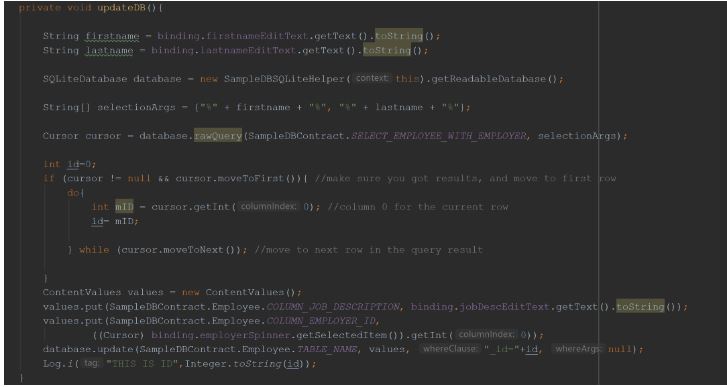 private void updateDB(){
String firstname = binding.firstnameEditText.getText().toString();
String lastname = binding.lastnameEditText.getText().toString();
SQLiteDatabase database = new SampleDBSQLiteHelper( context: this).getReadableDatabase();
String[] selectionArgs = {"%" + firstname + "%", "%" + lastname + "%"};
Cursor cursor = database.rawQuery(SampleDBContract.SELECT_EMPLOYEE_WITH_EMPLOYER, selectionArgs);
int id=0;
if (cursor != null && cursor.moveToFirst()){ //make sure you got results, and move to first row
do{
int mID = cursor.getInt( columnIndex: 0); //column 0 for the current row
id= mID;
} while (cursor.moveToNext()); //move to next row in the query result
}
ContentValues values = new ContentValues();
values.put(SampleDBContract.Employee.COLUMN_JOB_DESCRIPTION, binding.jobDescEditText.getText().toString());
values.put(SampleDBContract.Employee.COLUMN_EMPLOYER_ID,
((Cursor) binding.employerSpinner.getSelectedItem()).getInt( columnIndex: 0));
database.update(SampleDBContract.Employee.TABLE_NAME, values, whereClause: "_id="+id, whereArgs: null);
Log.i( tag: "THIS IS ID",Integer.toString(id));
}